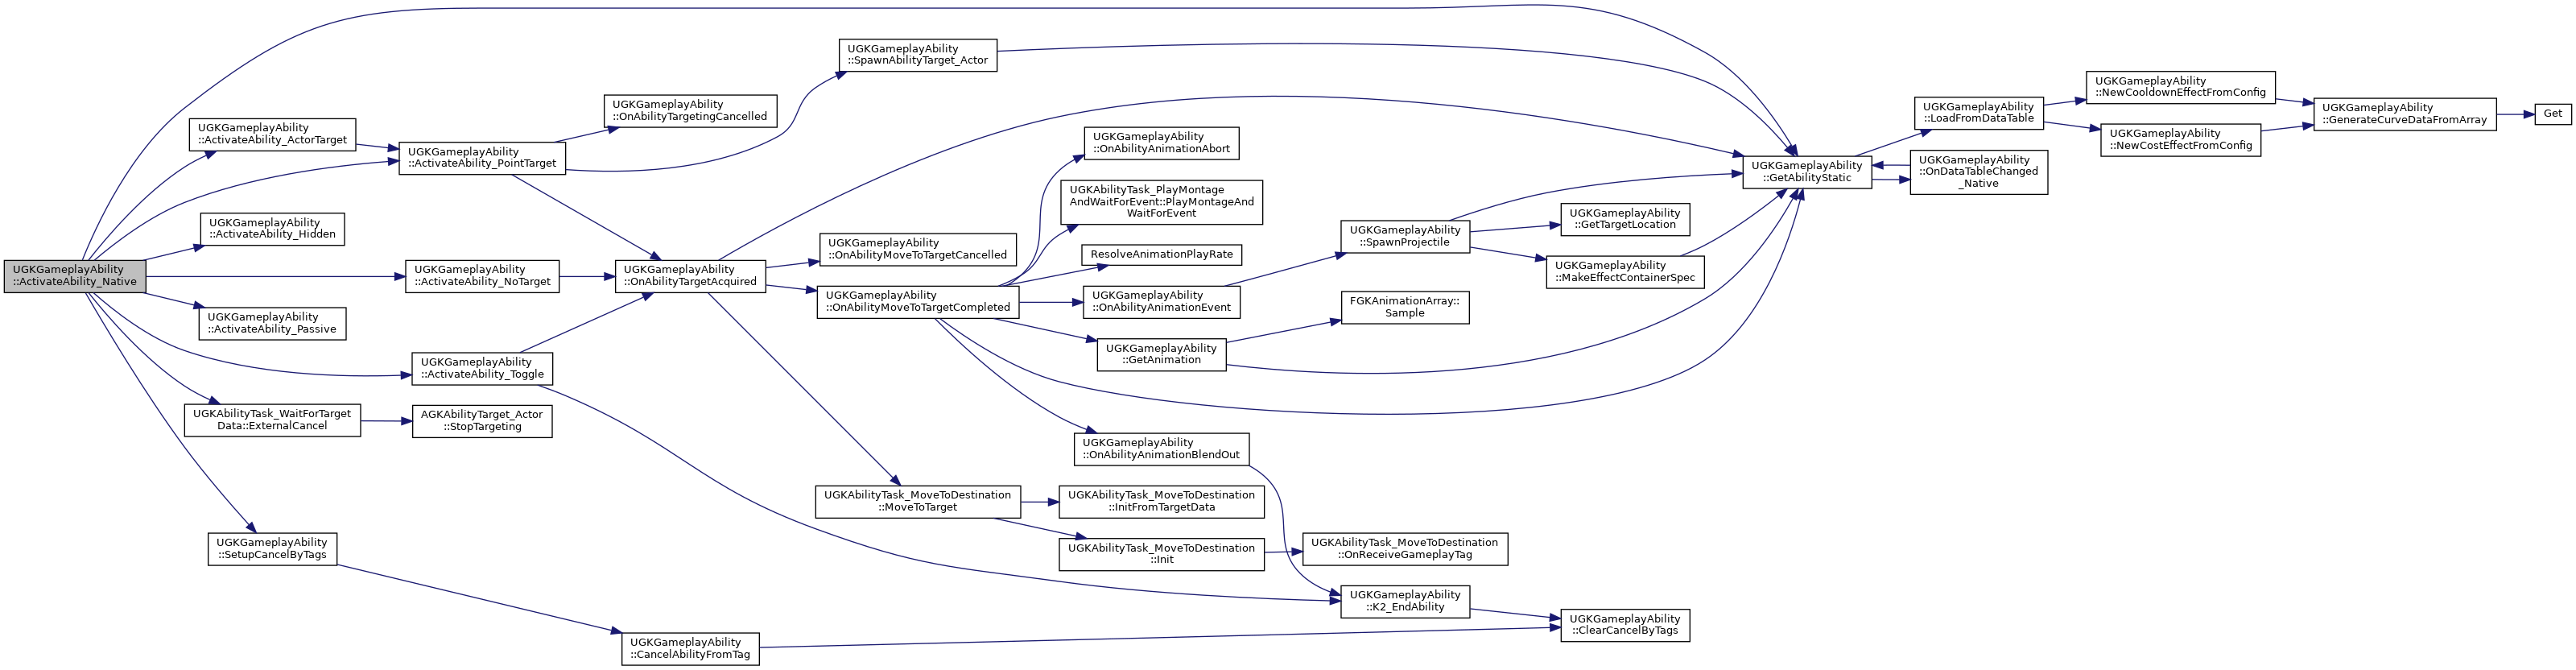 UGKGameplayAbility
::ActivateAbility_Native
UGKGameplayAbility
::ActivateAbility_ActorTarget
UGKGameplayAbility
::ActivateAbility_Hidden
UGKGameplayAbility
::ActivateAbility_Passive
UGKAbilityTask_WaitForTarget
Data::ExternalCancel
UGKGameplayAbility
::SetupCancelByTags
UGKGameplayAbility
::ActivateAbility_PointTarget
UGKGameplayAbility
::ActivateAbility_NoTarget
UGKGameplayAbility
::ActivateAbility_Toggle
AGKAbilityTarget_Actor
::StopTargeting
UGKGameplayAbility
::OnAbilityTargetingCancelled
UGKGameplayAbility
::OnAbilityTargetAcquired
UGKGameplayAbility
::CancelAbilityFromTag
UGKGameplayAbility
::SpawnAbilityTarget_Actor
UGKGameplayAbility
::OnAbilityMoveToTargetCancelled
UGKGameplayAbility
::OnAbilityMoveToTargetCompleted
UGKAbilityTask_MoveToDestination
::MoveToTarget
UGKGameplayAbility
::OnAbilityAnimationAbort
UGKAbilityTask_PlayMontage
AndWaitForEvent::PlayMontageAnd
WaitForEvent
ResolveAnimationPlayRate
UGKGameplayAbility
::OnAbilityAnimationEvent
UGKGameplayAbility
::GetAnimation
UGKGameplayAbility
::OnAbilityAnimationBlendOut
UGKAbilityTask_MoveToDestination
::InitFromTargetData
UGKAbilityTask_MoveToDestination
::Init
UGKGameplayAbility
::SpawnProjectile
FGKAnimationArray::
Sample
UGKAbilityTask_MoveToDestination
::OnReceiveGameplayTag
UGKGameplayAbility
::K2_EndAbility
UGKGameplayAbility
::GetTargetLocation
UGKGameplayAbility
::MakeEffectContainerSpec
UGKGameplayAbility
::ClearCancelByTags
UGKGameplayAbility
::GetAbilityStatic
UGKGameplayAbility
::LoadFromDataTable
UGKGameplayAbility
::OnDataTableChanged
_Native
UGKGameplayAbility
::NewCooldownEffectFromConfig
UGKGameplayAbility
::NewCostEffectFromConfig
UGKGameplayAbility
::GenerateCurveDataFromArray
Get